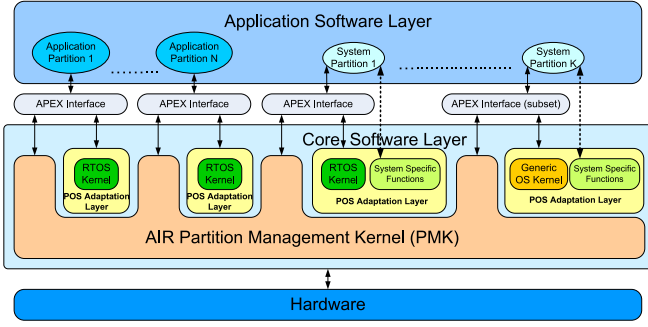 Application Software Layer
Application
Partition 1
Application
Partition N
System
Partition 1
System
Partition K
APEX Interface
APEX Interface
APEX Interface
APEX Interface (subset)
Core Software Layer
RTOS
Kernel
POS Adaptation
Layer
RTOS
Kernel
POS Adaptation
Layer
RTOS
Kernel
System Specific
Functions
POS Adaptation Layer
Generic
OS Kernel
System Specific
Functions
POS Adaptation Layer
AIR Partition Management Kernel (PMK)
Hardware